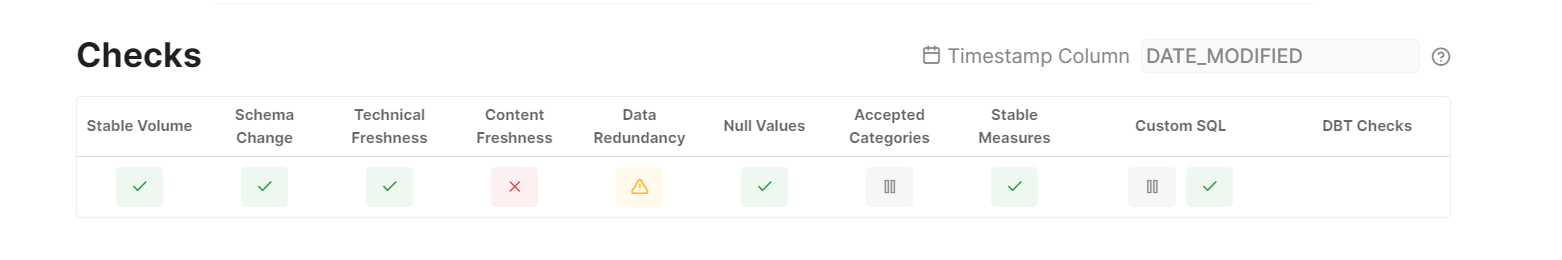 Checks
Timestamp Column DATE_MODIFIED
Stable Volume
Schema
Change
Technical
Freshness
Content
Freshness
Data
Redundancy
Null Values
Accepted
Categories
Stable
Measures
Custom SQL
DBT Checks